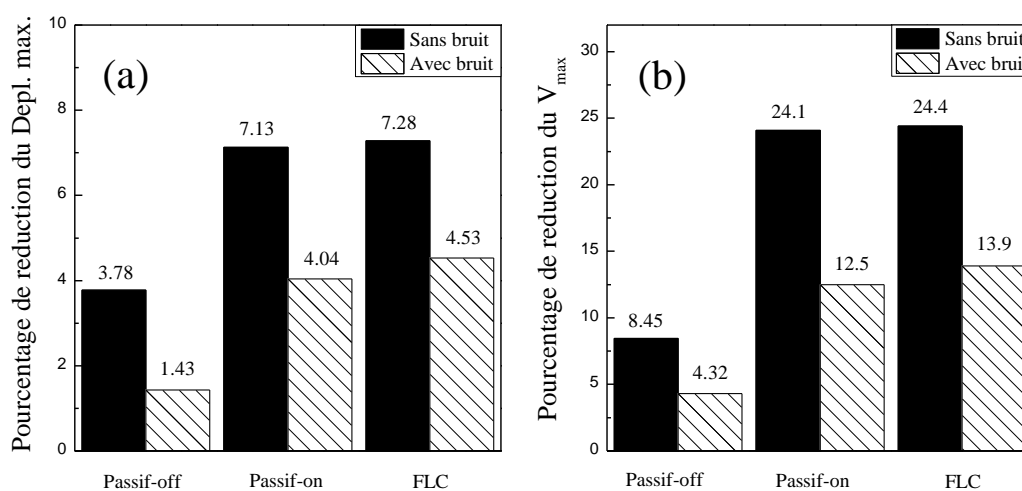 Pourcentage de reduction du Depl. max.
10
8
6
4
2
0
(a)
Sans bruit
Avec bruit
3.78
1.43
7.13
4.04
7.28
4.53
Passif-off
Passif-on
FLC
Pourcentage de reduction du Vmax
30
25
20
15
10
5
0
(b)
Sans bruit
Avec bruit
8.45
4.32
24.1
12.5
24.4
13.9
Passif-off
Passif-on
FLC